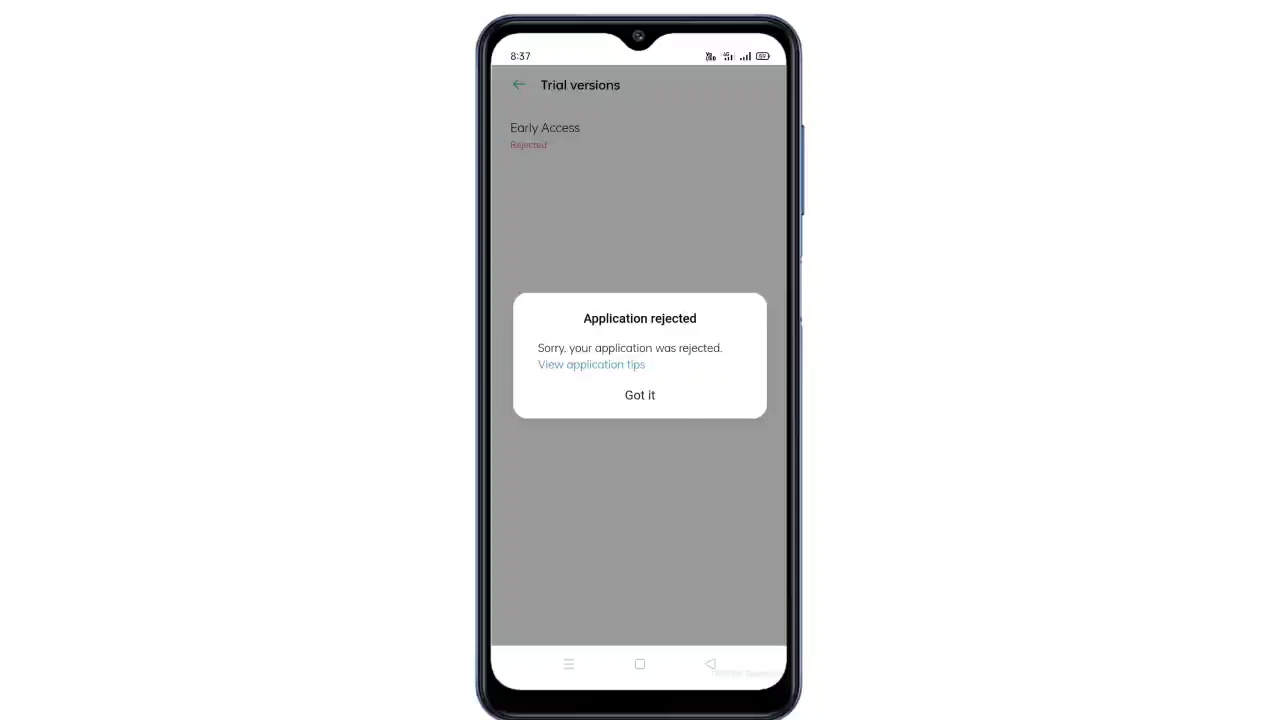 8:37
Trial versions
Early Access
Rejected
Application rejected
Sorry, your application was rejected.
View application tips
Got it